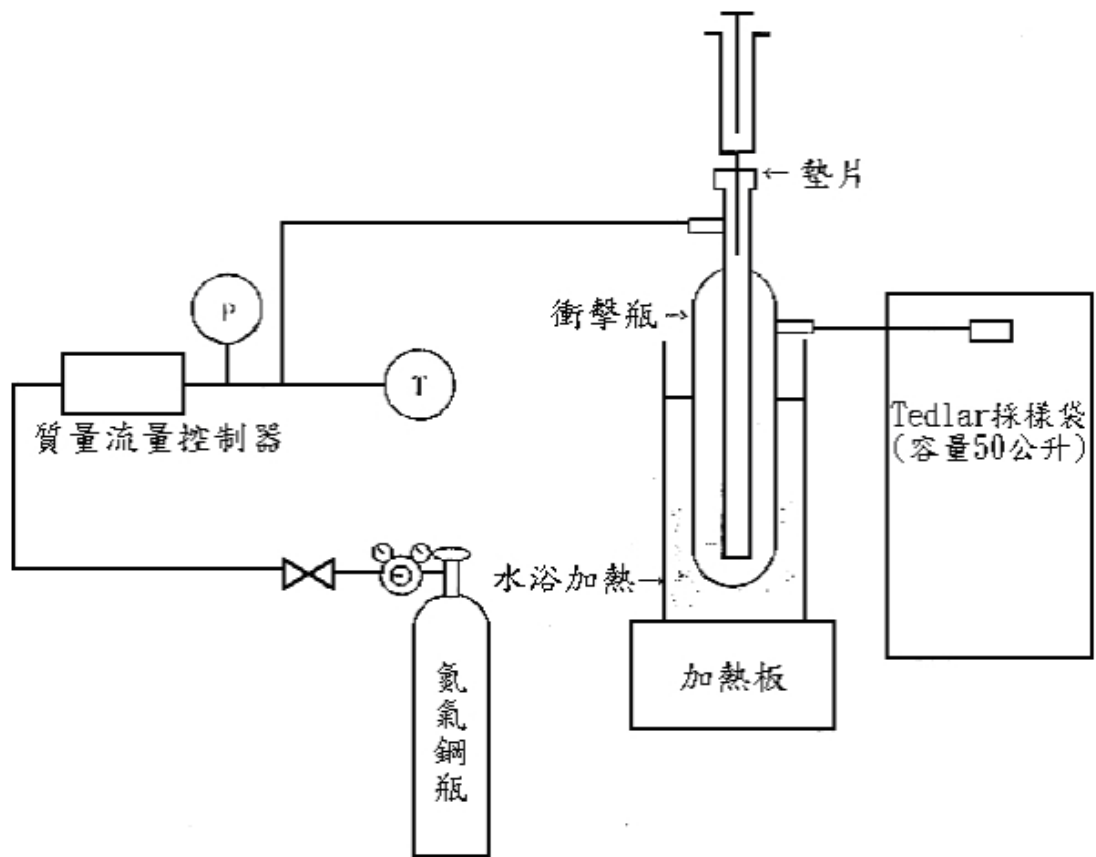 ←墊片
P
衝擊瓶→
T
質量流量控制器
Tedlar採樣袋
(容量50公升)
水浴加熱→
加熱板
氮
氣
鋼
瓶